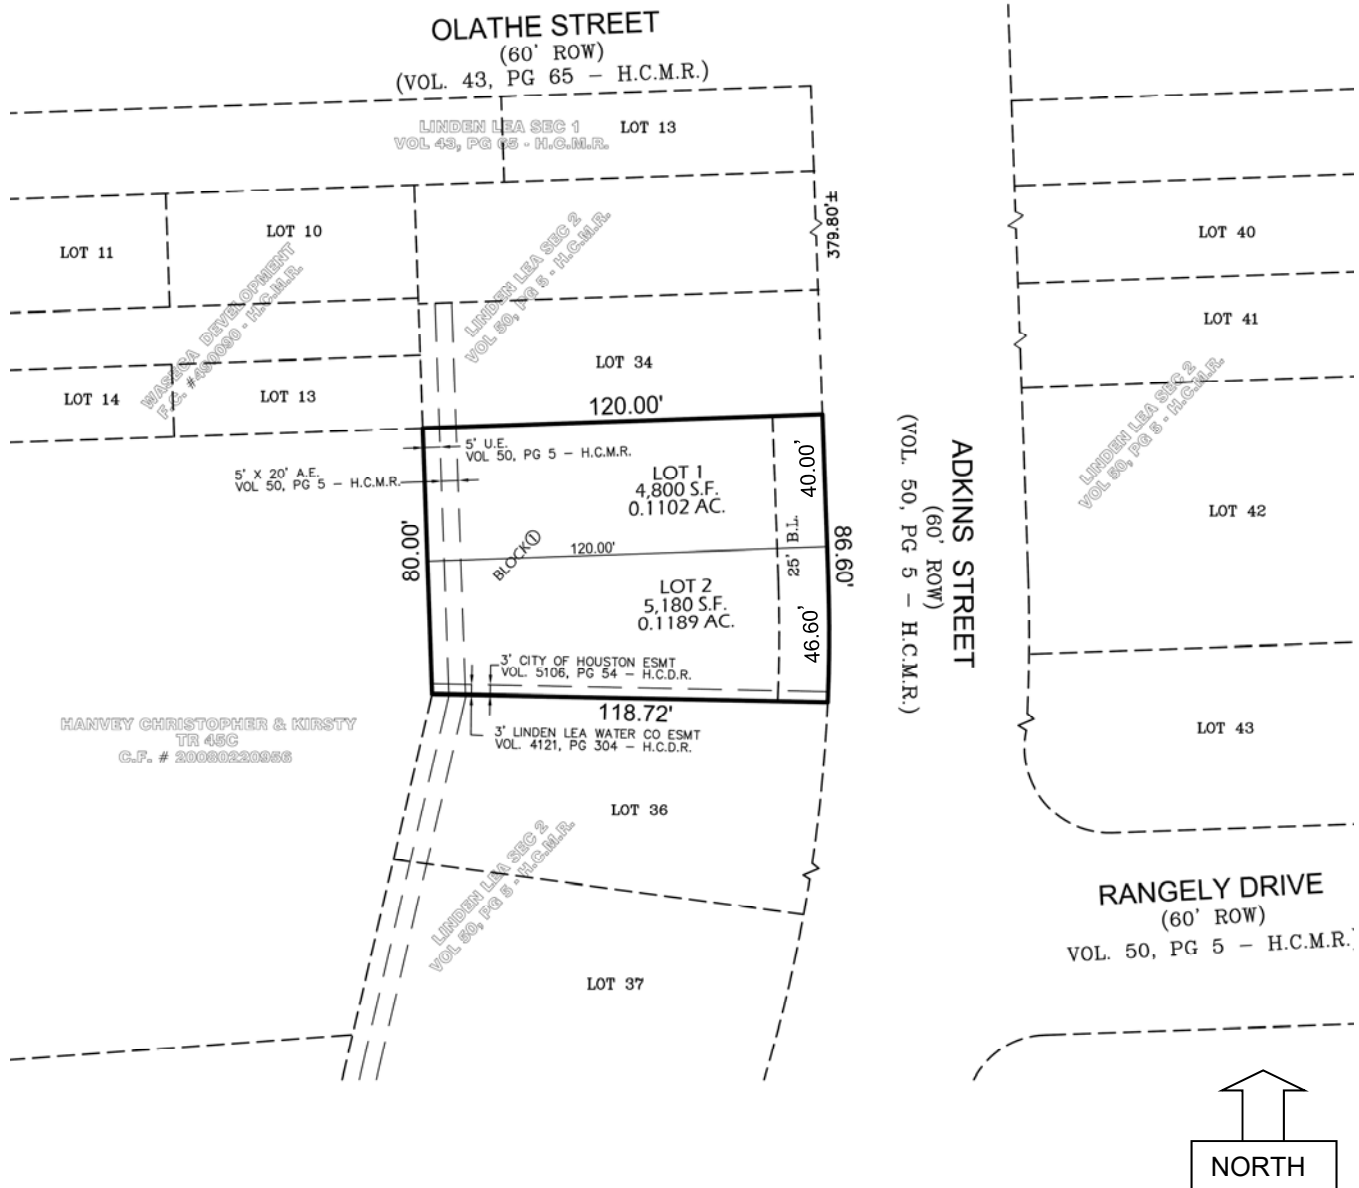 OLATHE STREET
(60' ROW)
(VOL. 43, PG 65 – H.C.M.R.)
LINDEN LEA SEC 1
VOL 43, PG 65 - H.C.M.R.
LOT 13
379.80'±
LOT 11
LOT 10
LINDEN LEA SEC 2
VOL 50, PG 5 - H.C.M.R.
LOT 40
LOT 41
WASEGA DEVELOPMENT
F.C. #490090 - H.C.M.R.
LOT 34
LOT 14
LOT 13
120.00'
LINDEN LEA SEC 2
VOL 50, PG 5 - H.C.M.R.
5' U.E.
VOL 50, PG 5 – H.C.M.R.
5' X 20' A.E.
VOL 50, PG 5 – H.C.M.R.
LOT 1
4,800 S.F.
0.1102 AC.
40.00'
ADKINS STREET
(60' ROW)
(VOL. 50, PG 5 – H.C.M.R.)
LOT 42
80.00'
BLOCK 1
120.00'
25' B.L.
86.60'
LOT 2
5,180 S.F.
0.1189 AC.
46.60'
3' CITY OF HOUSTON ESMT
VOL. 5106, PG 54 – H.C.D.R.
118.72'
3' LINDEN LEA WATER CO ESMT
VOL. 4121, PG 304 – H.C.D.R.
HANVEY CHRISTOPHER & KIRSTY
TR 45C
C.F. # 20080220956
LOT 43
LOT 36
LINDEN LEA SEC 2
VOL 50, PG 5 - H.C.M.R.
RANGELY DRIVE
(60' ROW)
VOL. 50, PG 5 – H.C.M.R.)
LOT 37
NORTH